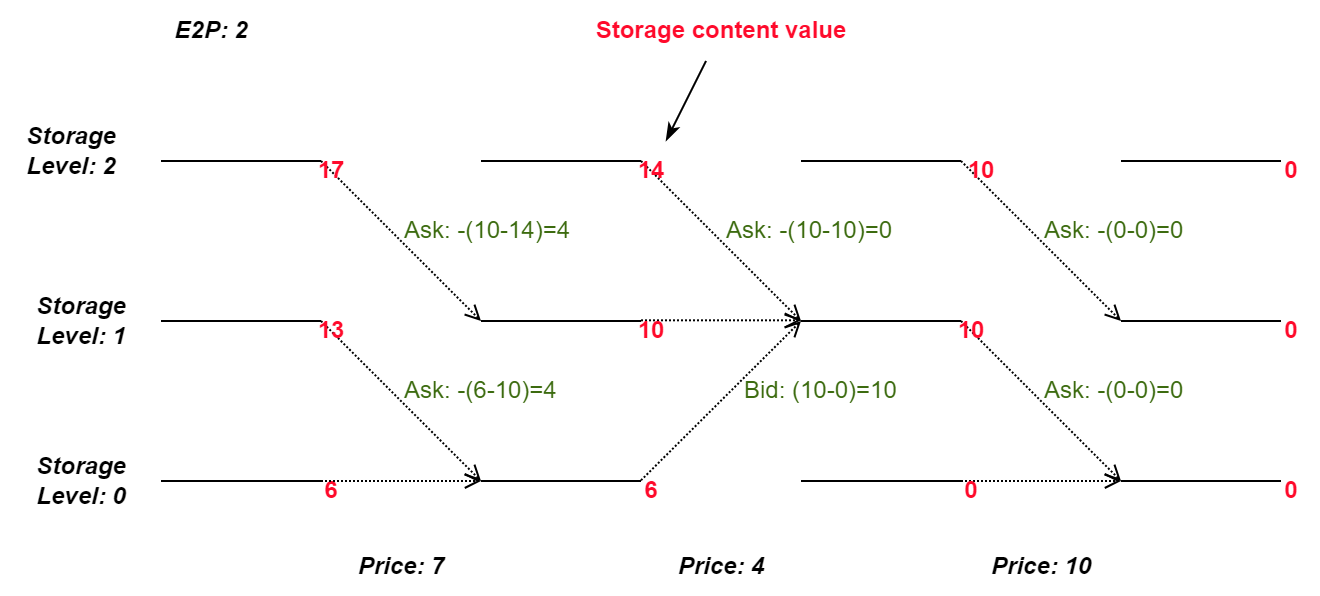 E2P: 2
Storage content value
Storage
Level: 2
17
14
10
0
Ask: -(10-14)=4
Ask: -(10-10)=0
Ask: -(0-0)=0
Storage
Level: 1
13
10
10
0
Ask: -(6-10)=4
Bid: (10-0)=10
Ask: -(0-0)=0
Storage
Level: 0
6
6
0
0
Price: 7
Price: 4
Price: 10